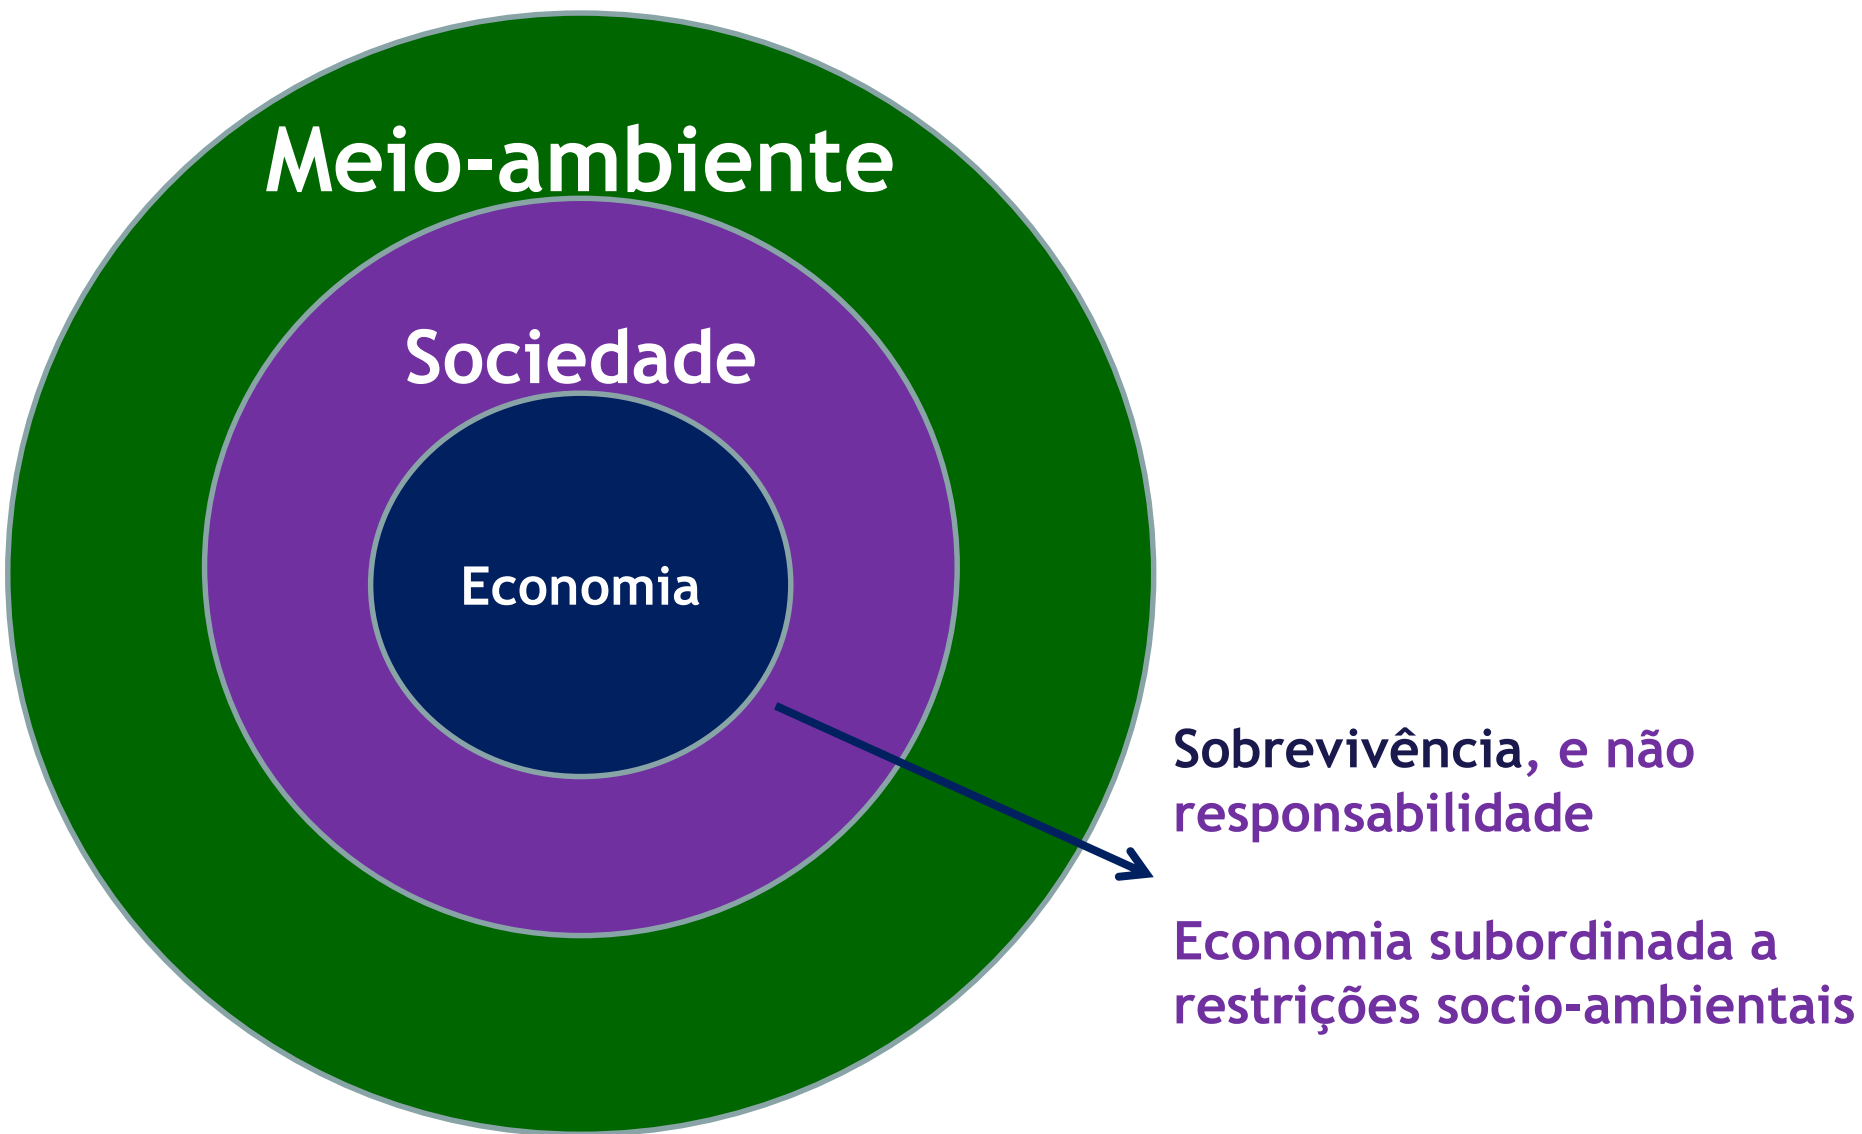 Meio-ambiente
Sociedade
Economia
Sobrevivência, e não
responsabilidade
Economia subordinada a
restrições socio-ambientais